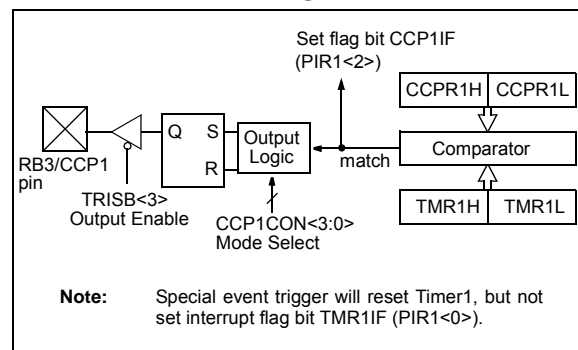 Set flag bit CCP1IF
(PIR1<2>)
CCPR1H CCPR1L
Q S Output
Logic
R
match
Comparator
RB3/CCP1
pin
TRISB<3>
Output Enable
CCP1CON<3:0>
Mode Select
TMR1H TMR1L
Note: Special event trigger will reset Timer1, but not
set interrupt flag bit TMR1IF (PIR1<0>).